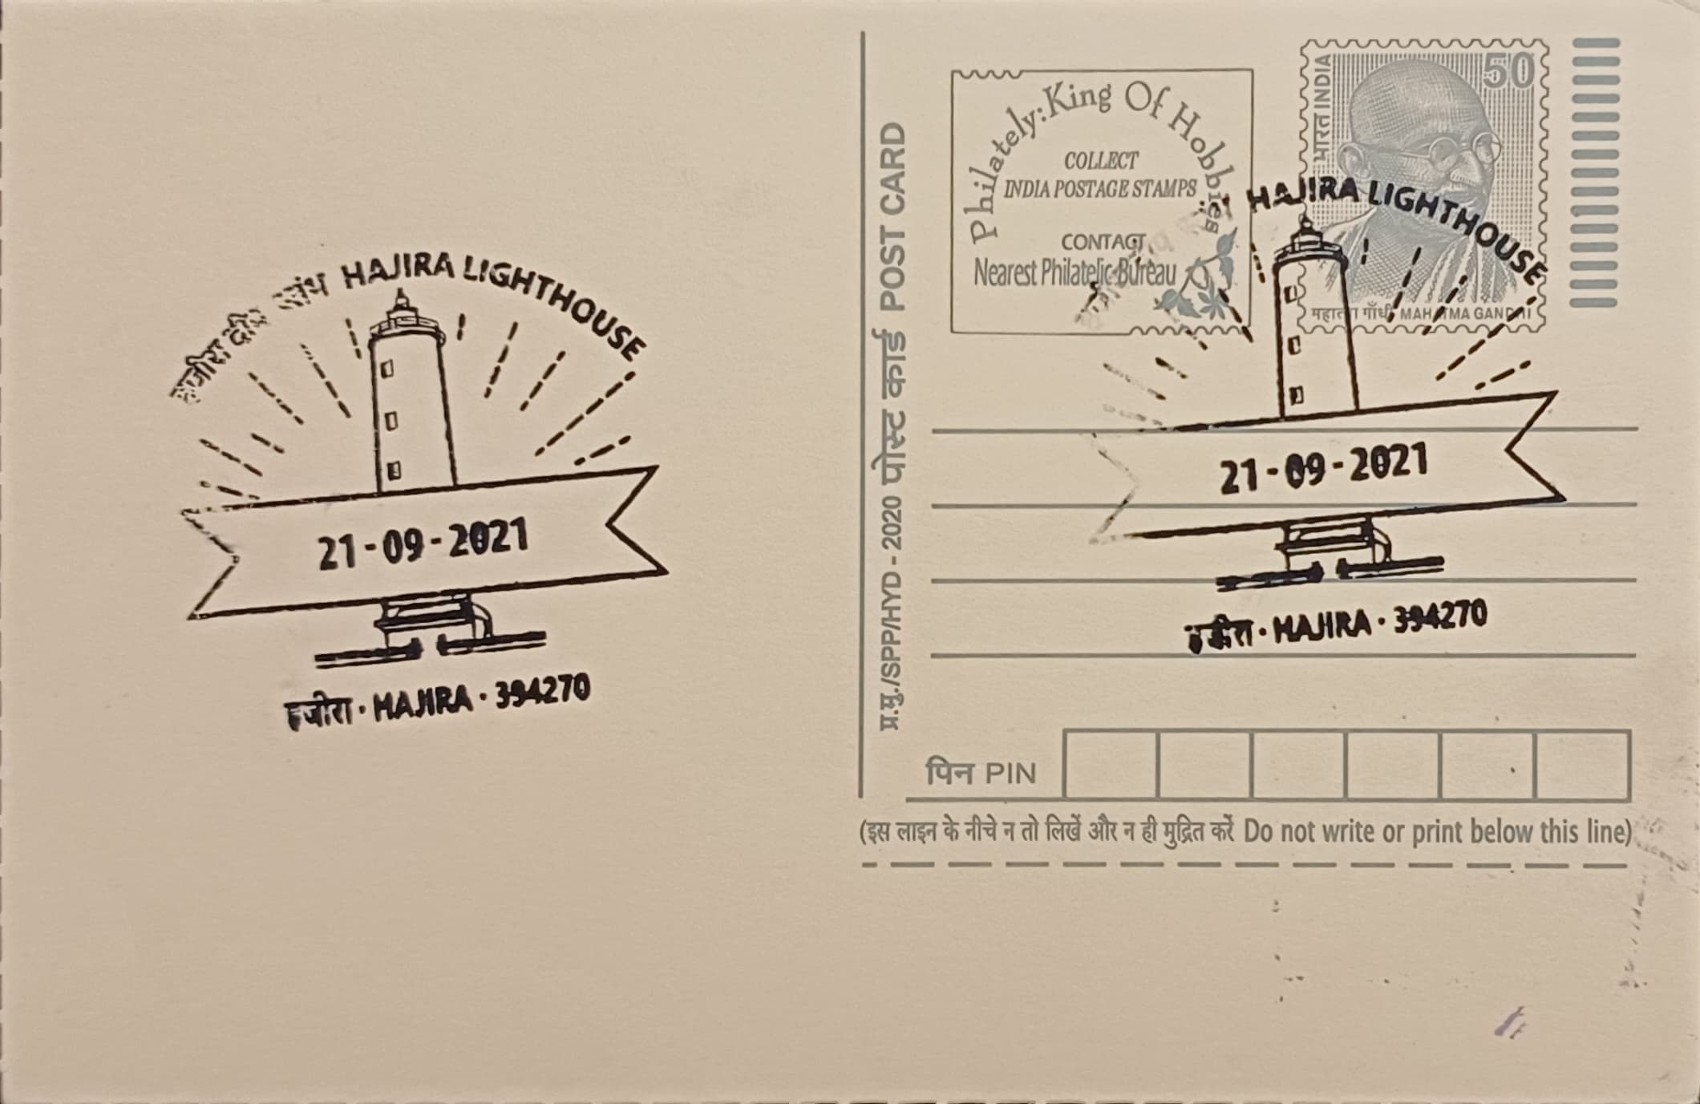 हजीरा दीप स्तंभ HAJIRA LIGHTHOUSE
21-09-2021
हजीरा · HAJIRA · 394270
प्र.मु./SPP/HYD - 2020 पोस्ट कार्ड POST CARD
Philately:King Of Hobbies
COLLECT
INDIA POSTAGE STAMPS
CONTACT
Nearest Philatelic Bureau
भारत INDIA
50
महात्मा गाँधी MAHATMA GANDHI
HAJIRA LIGHTHOUSE
21-09-2021
हजीरा · HAJIRA · 394270
पिन PIN
(इस लाइन के नीचे न तो लिखें और न ही मुद्रित करें Do not write or print below this line)